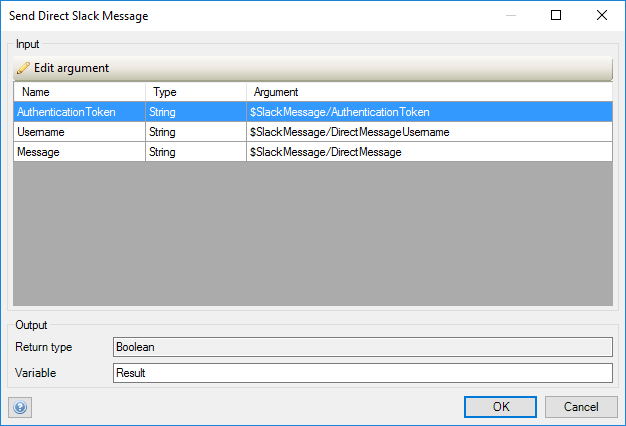 Send Direct Slack Message
Input
Edit argument
Name Type Argument
AuthenticationToken String $SlackMessage/AuthenticationToken
Username String $SlackMessage/DirectMessageUsername
Message String $SlackMessage/DirectMessage
Output
Return type Boolean
Variable Result
? OK Cancel